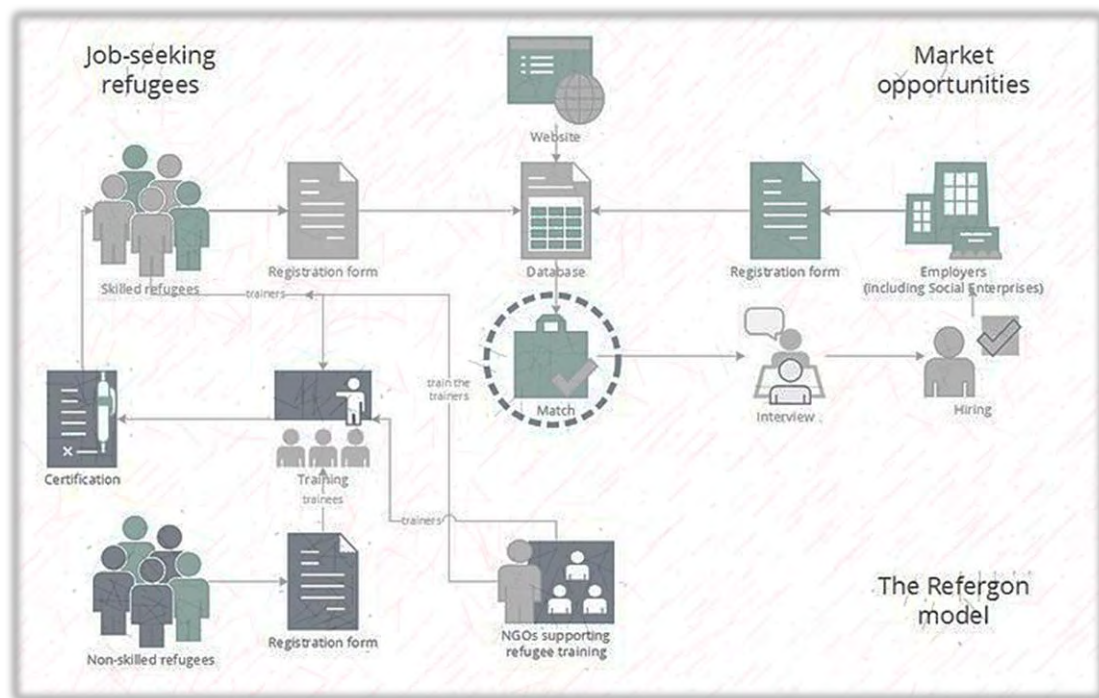 Job-seeking
refugees
Market
opportunities
Website
Registration form
Database
Registration form
Skilled refugees
Employers
(including Social Enterprises)
trainers
train the
trainers
Match
Interview
Hiring
Certification
Training
trainees
trainers
Non-skilled refugees
Registration form
NGOs supporting
refugee training
The Refergon
model